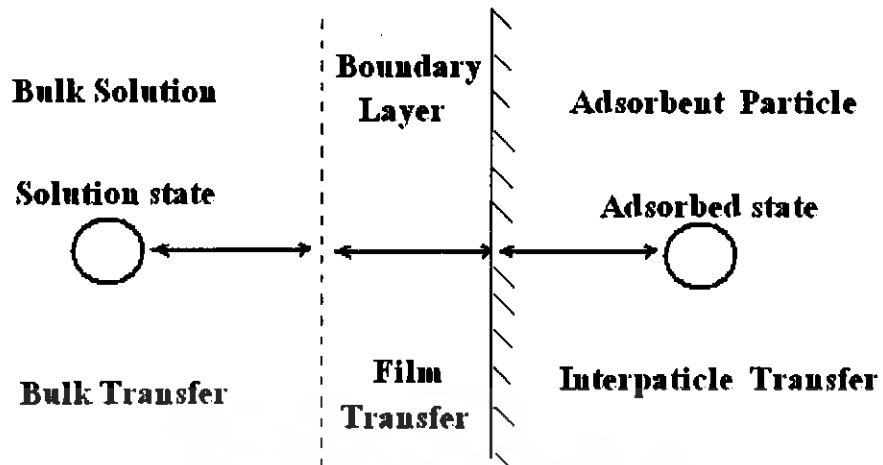 Bulk Solution
Boundary
Layer
Adsorbent Particle
Solution state
Adsorbed state
Bulk Transfer
Film
Transfer
Interpaticle Transfer